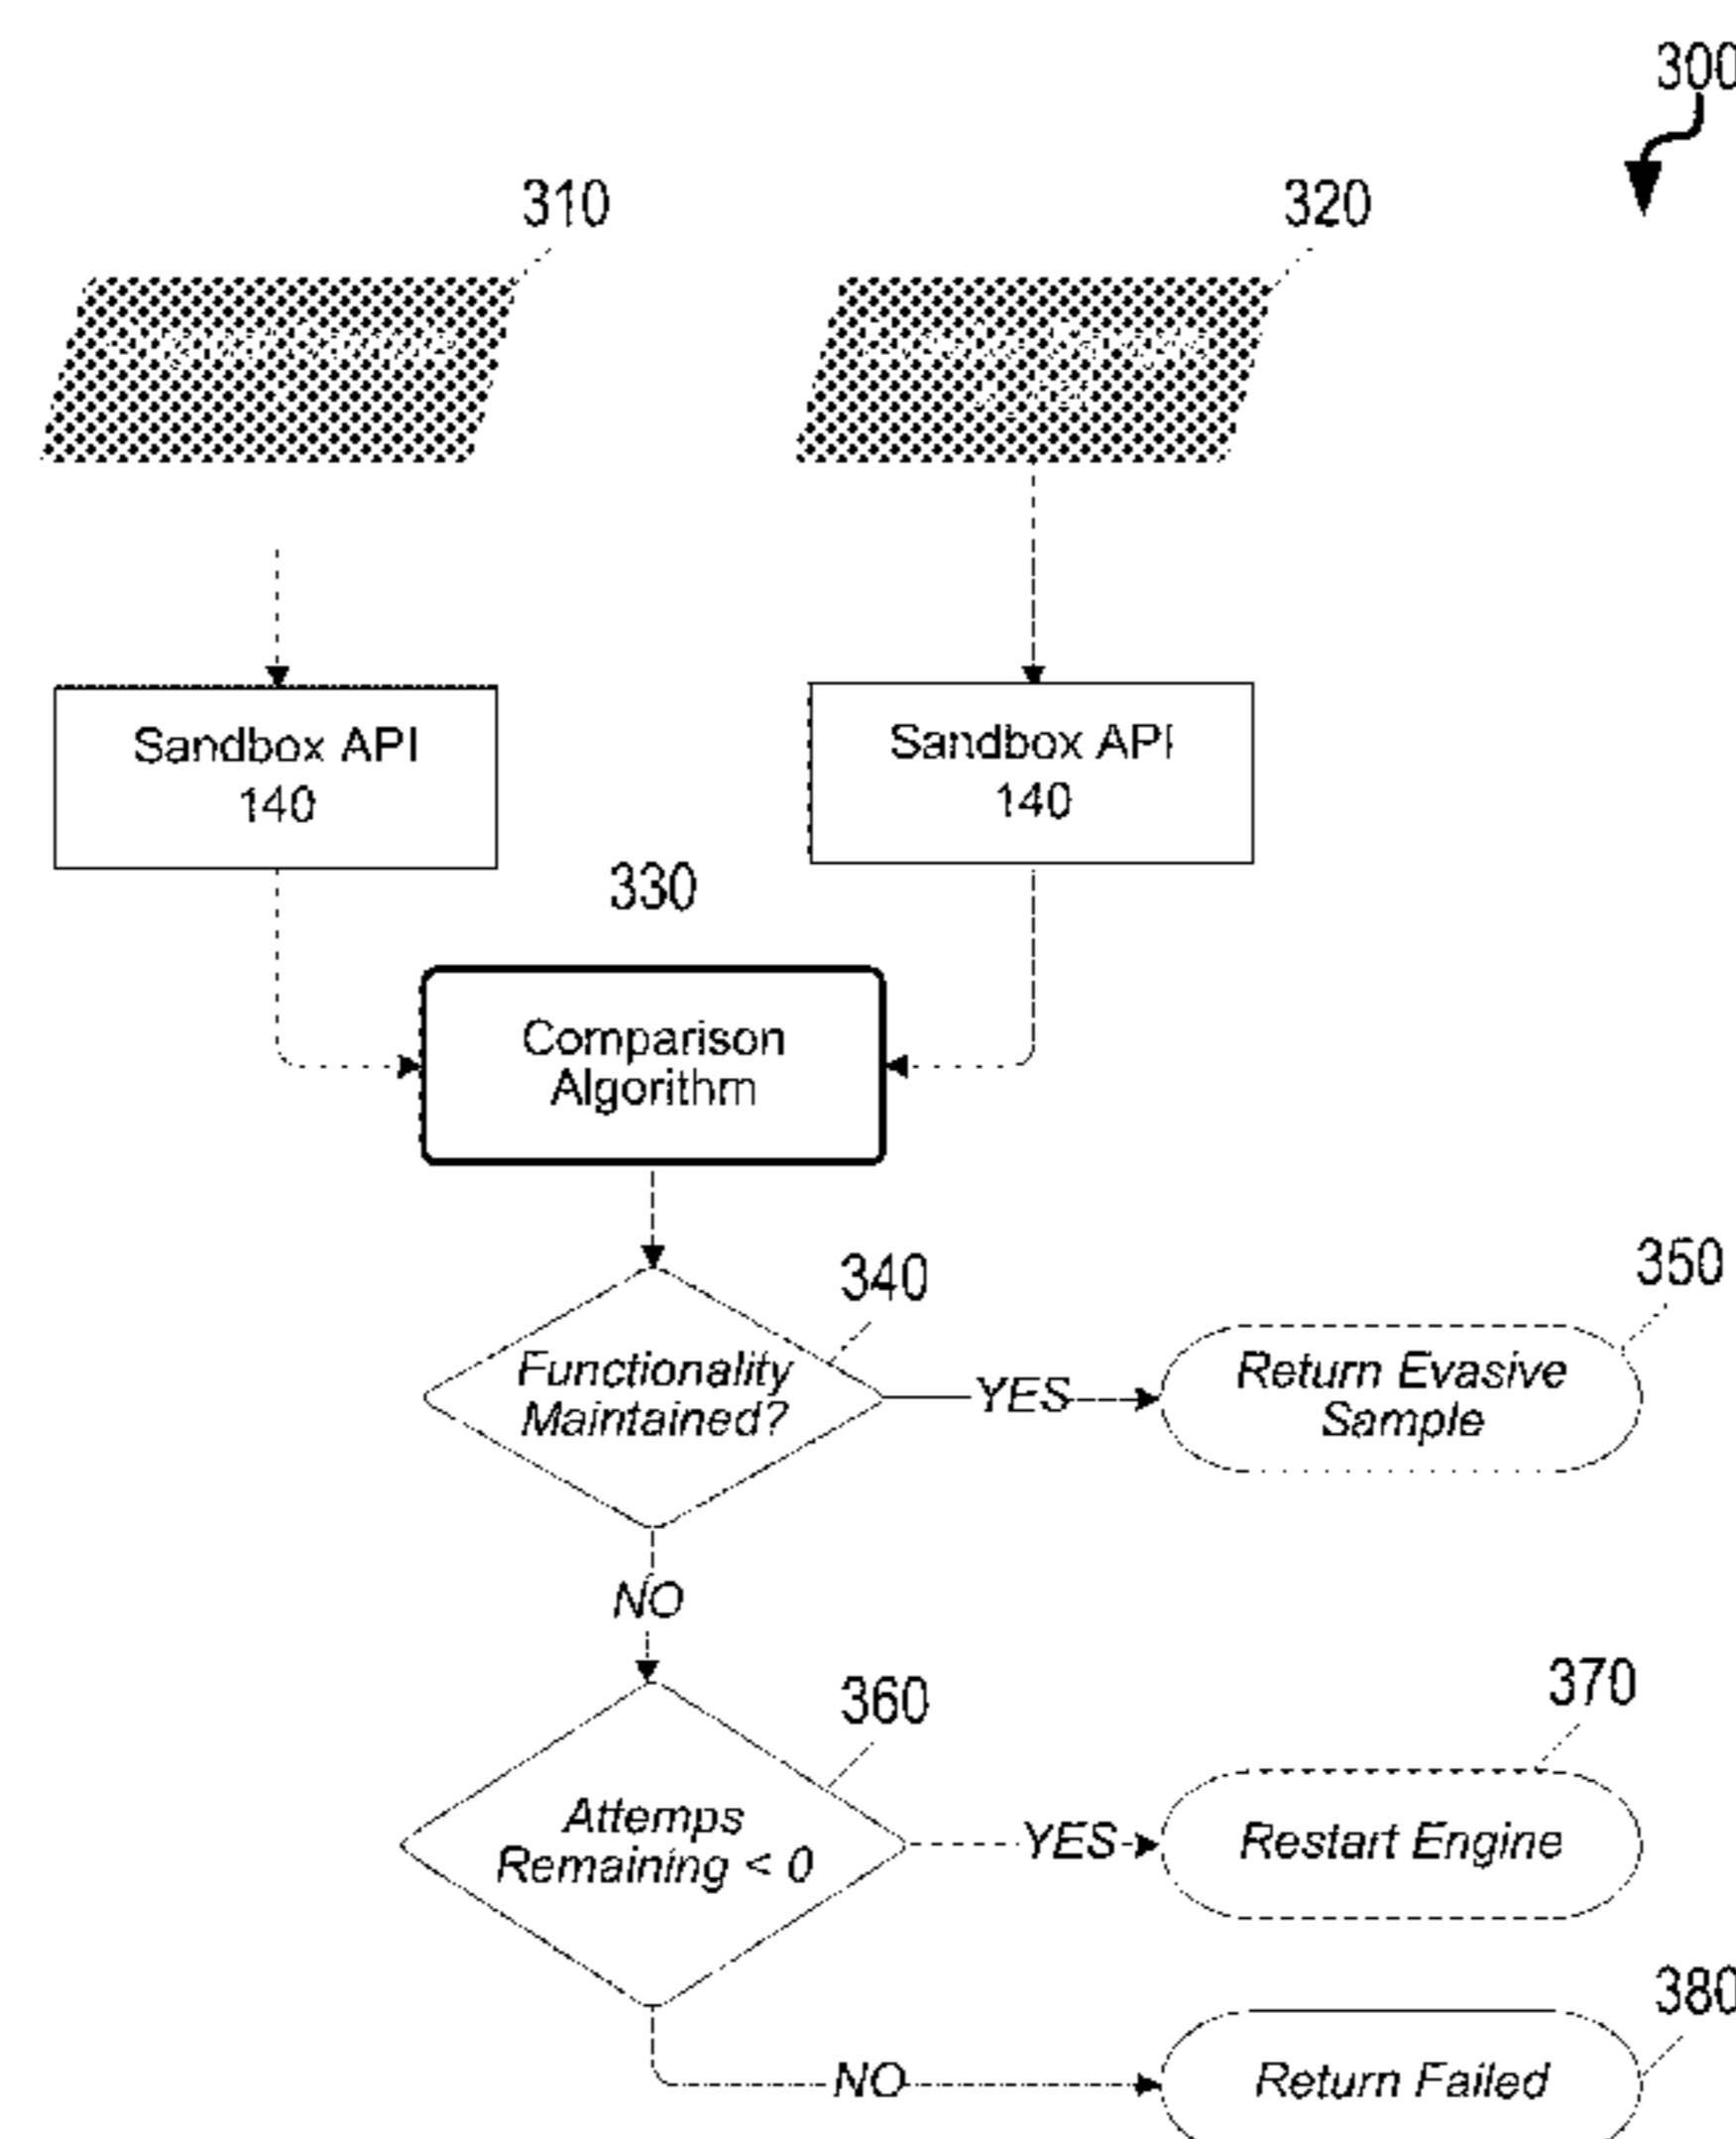 300
310
320
Sandbox API
140
Sandbox API
140
330
Comparison
Algorithm
340
350
Functionality
Maintained?
YES
Return Evasive
Sample
NO
360
370
Attemps
Remaining < 0
YES
Restart Engine
380
NO
Return Failed